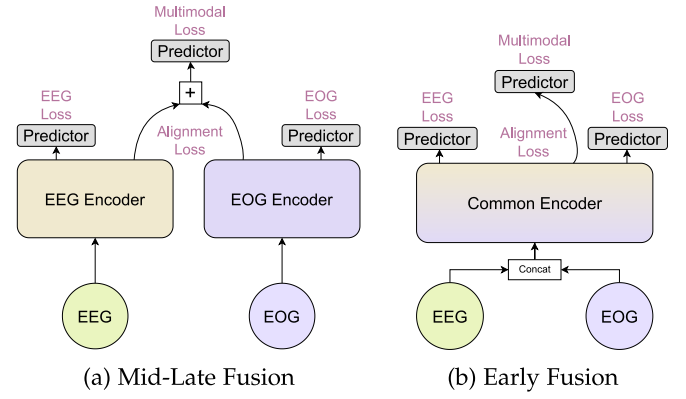 Multimodal
Loss
Predictor
+
EEG
Loss
Predictor
Alignment
Loss
EOG
Loss
Predictor
EEG Encoder
EOG Encoder
EEG
EOG
(a) Mid-Late Fusion
Multimodal
Loss
Predictor
EEG
Loss
Predictor
Alignment
Loss
EOG
Loss
Predictor
Common Encoder
Concat
EEG
EOG
(b) Early Fusion